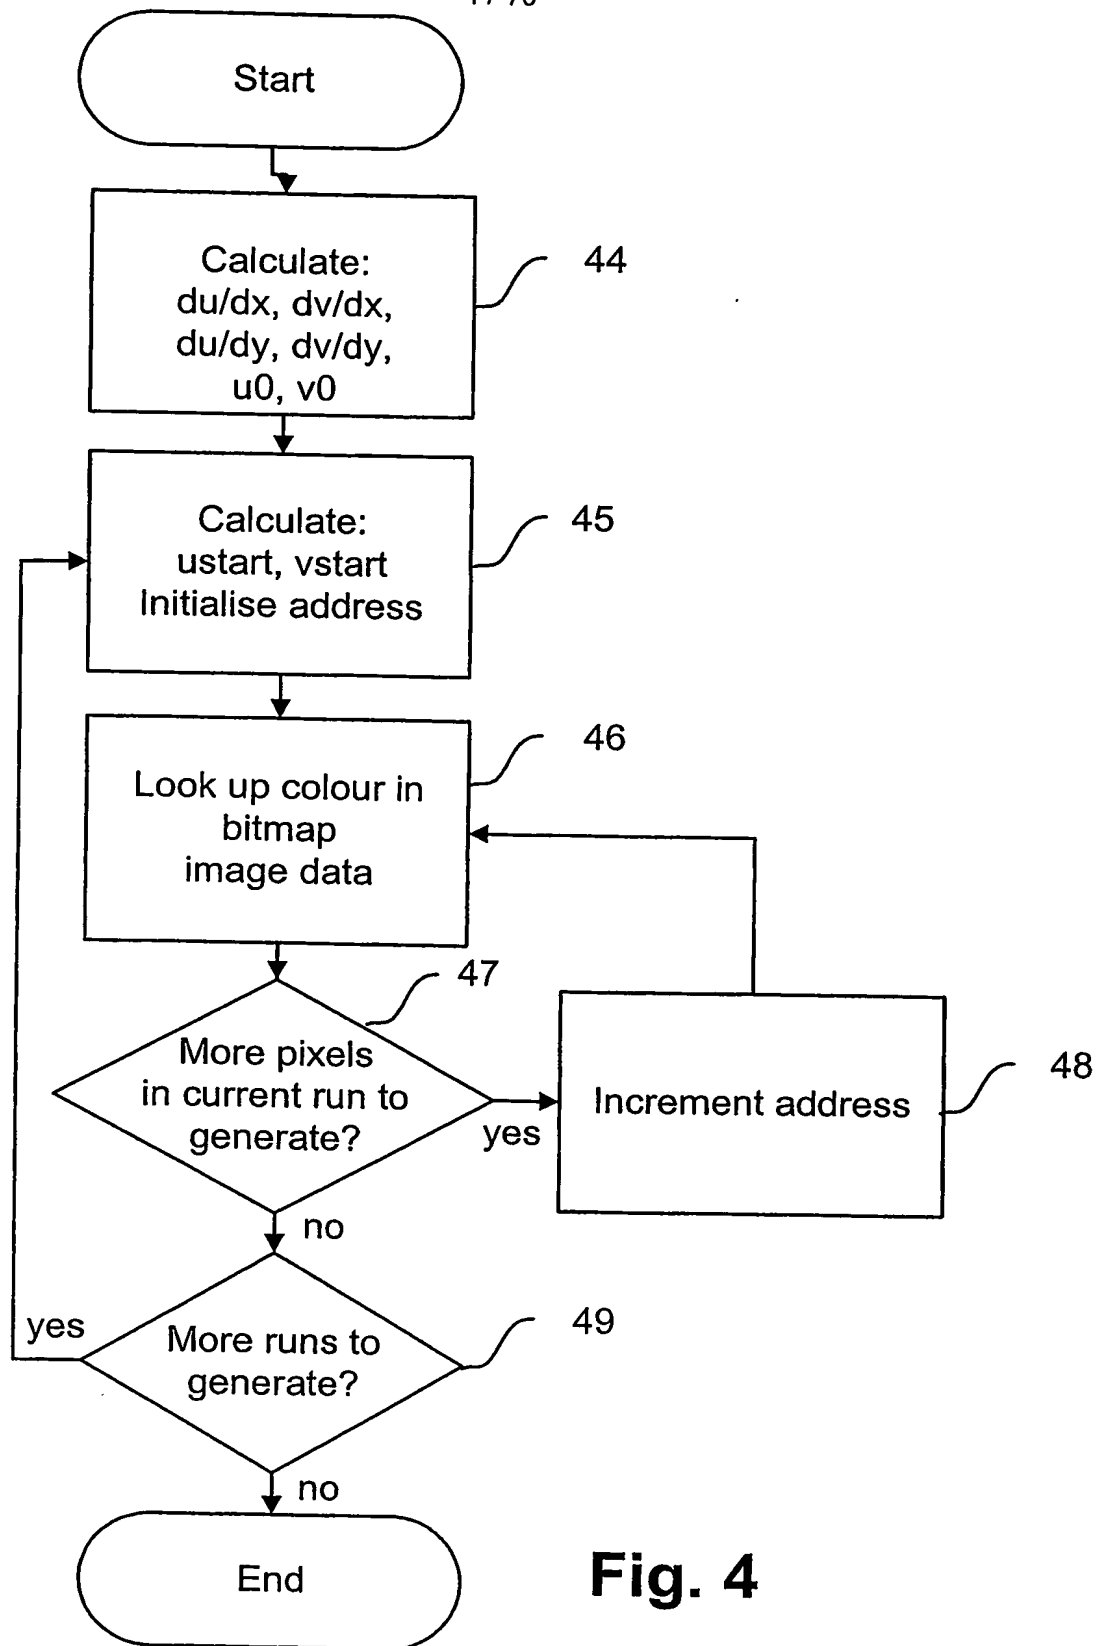 Start
Calculate:
du/dx, dv/dx,
du/dy, dv/dy,
u0, v0
44
Calculate:
ustart, vstart
Initialise address
45
Look up colour in
bitmap
image data
46
47
More pixels
in current run to
generate?
yes
Increment address
48
no
yes
More runs to
generate?
49
no
End
Fig. 4